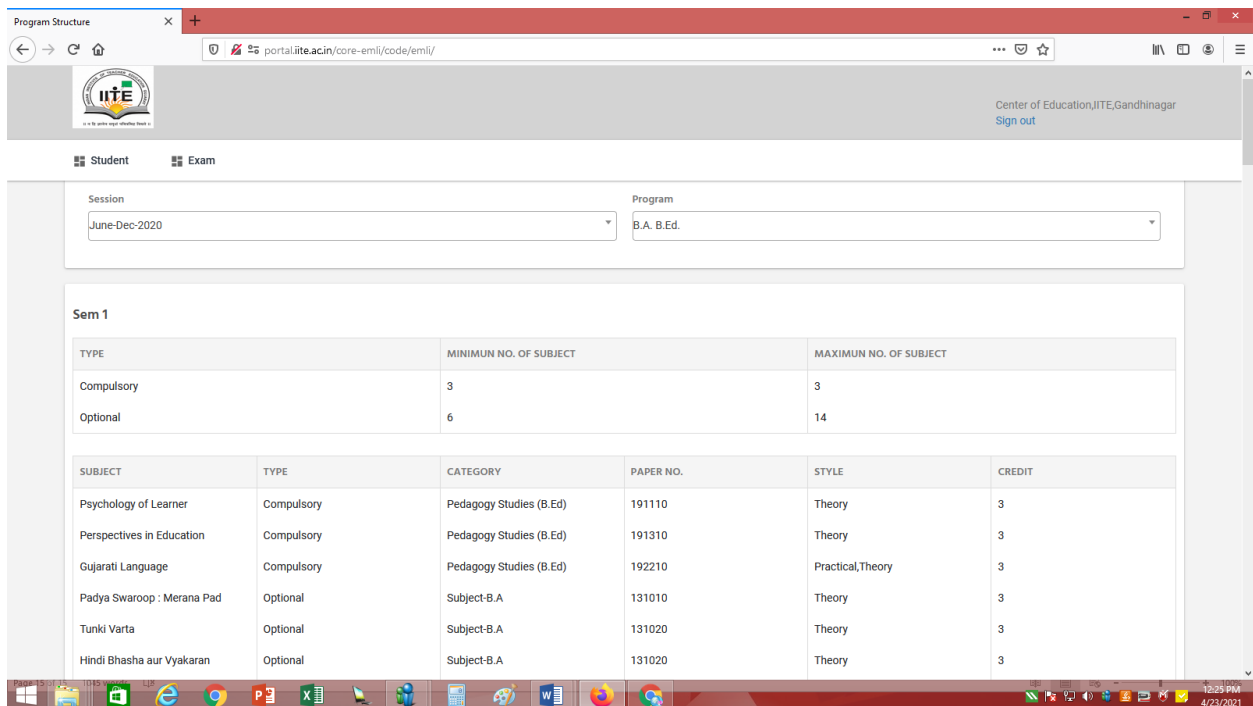 Program Structure
portal.iite.ac.in/core-emli/code/emli/
IITE
Center of Education,IITE,Gandhinagar
Sign out
Student Exam
Session Program
June-Dec-2020 B.A. B.Ed.
Sem 1
TYPE MINIMUN NO. OF SUBJECT MAXIMUN NO. OF SUBJECT
Compulsory 3 3
Optional 6 14
SUBJECT TYPE CATEGORY PAPER NO. STYLE CREDIT
Psychology of Learner Compulsory Pedagogy Studies (B.Ed) 191110 Theory 3
Perspectives in Education Compulsory Pedagogy Studies (B.Ed) 191310 Theory 3
Gujarati Language Compulsory Pedagogy Studies (B.Ed) 192210 Practical,Theory 3
Padya Swaroop : Merana Pad Optional Subject-B.A 131010 Theory 3
Tunki Varta Optional Subject-B.A 131020 Theory 3
Hindi Bhasha aur Vyakaran Optional Subject-B.A 131020 Theory 3
100%
12:25 PM
4/23/2021